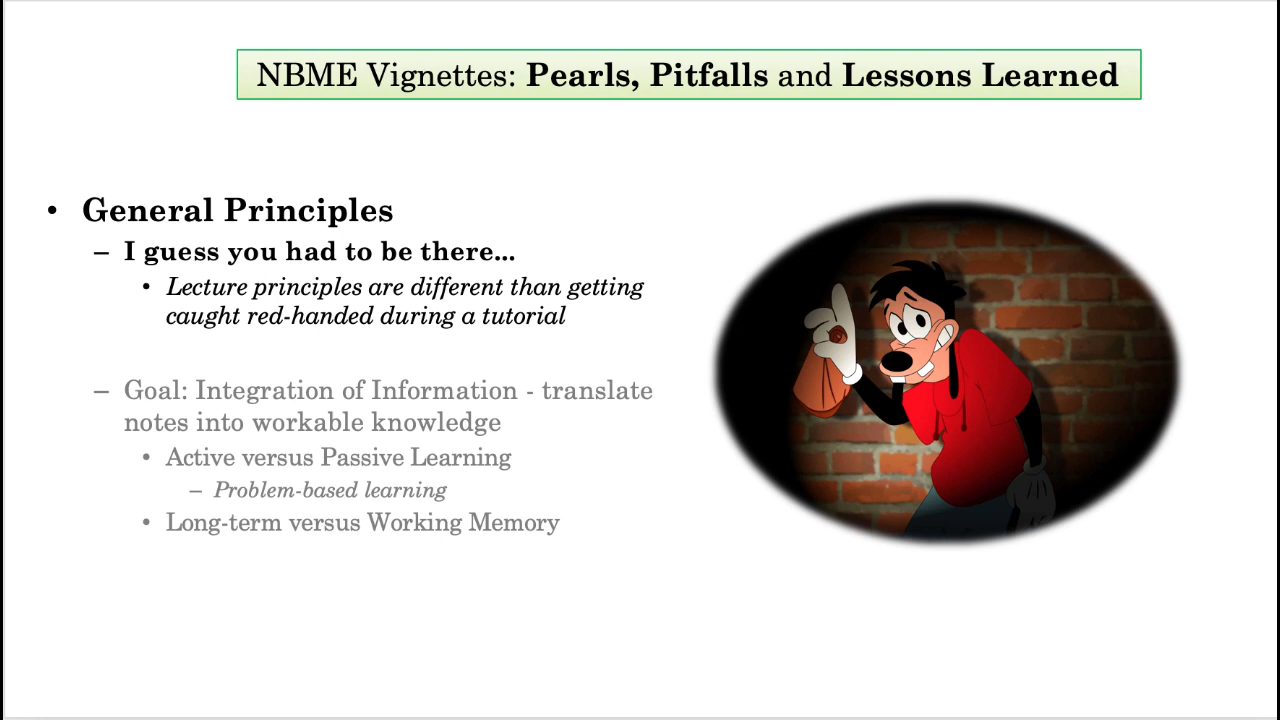 NBME Vignettes: Pearls, Pitfalls and Lessons Learned
• General Principles
– I guess you had to be there...
• Lecture principles are different than getting
caught red-handed during a tutorial
– Goal: Integration of Information - translate
notes into workable knowledge
• Active versus Passive Learning
– Problem-based learning
• Long-term versus Working Memory